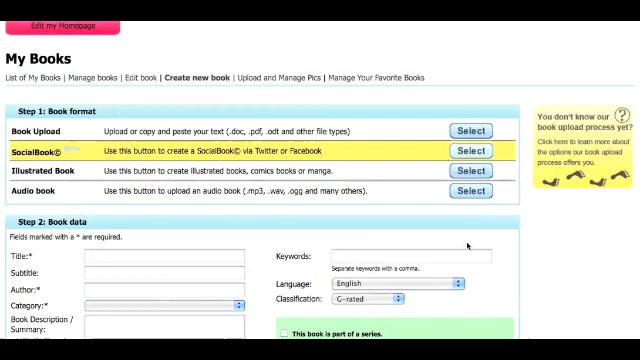 Edit my Homepage
My Books
List of My Books | Manage books | Edit book | Create new book | Upload and Manage Pics | Manage Your Favorite Books
Step 1: Book format
Book Upload Upload or copy and paste your text (.doc, .pdf, .odt and other file types) Select
SocialBook© BETA Use this button to create a SocialBook© via Twitter or Facebook Select
Illustrated Book Use this button to create illustrated books, comics books or manga. Select
Audio book Use this button to upload an audio book (.mp3, .wav, .ogg and many others). Select
You don't know our ?
book upload process yet?
Click here to learn more about
the options our book upload
process offers you.
Step 2: Book data
Fields marked with a * are required.
Title:*
Subtitle:
Author:*
Category:*
Book Description /
Summary:
Keywords:
Separate keywords with a comma.
Language: English
Classification: G-rated
This book is part of a series.